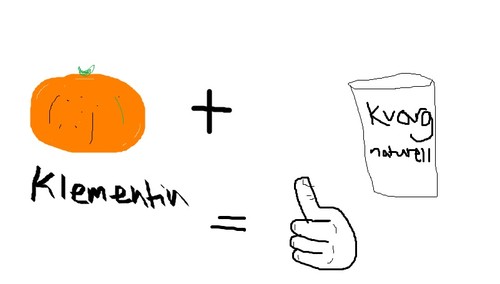 +
Kvarg
naturell
Klementin
=